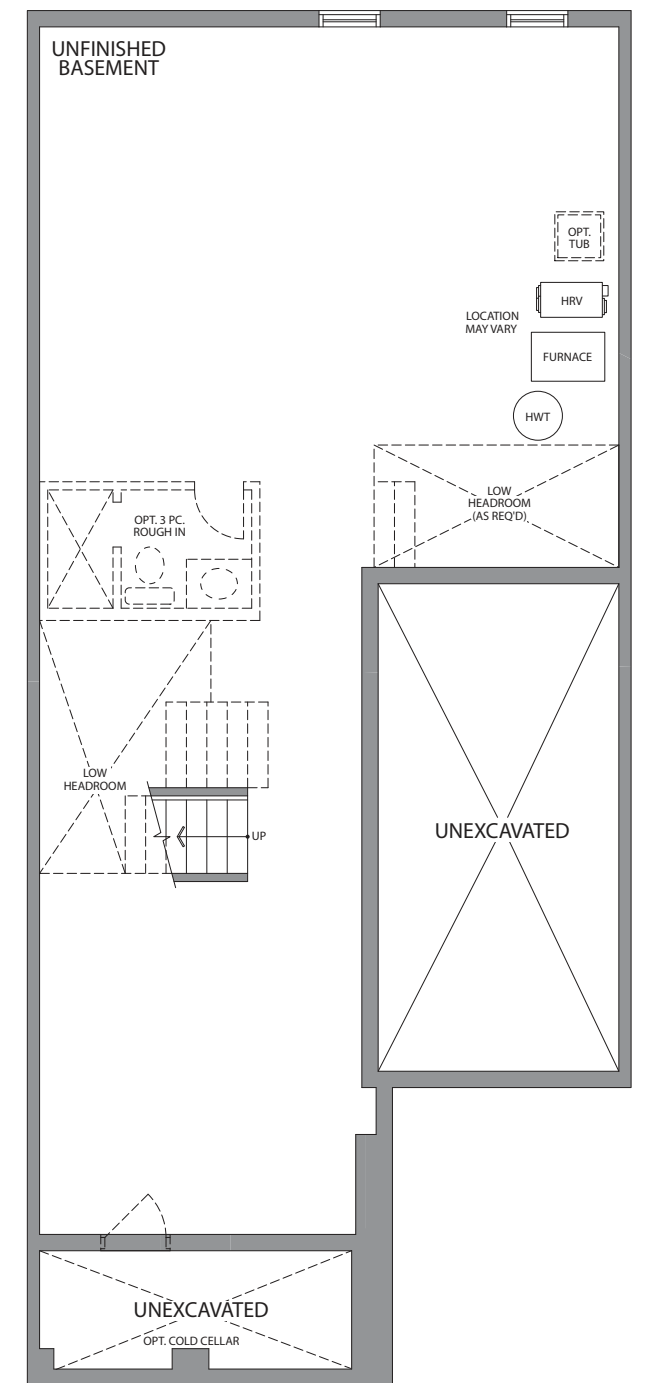 UNFINISHED
BASEMENT
OPT.
TUB
HRV
LOCATION
MAY VARY
FURNACE
HWT
LOW
HEADROOM
(AS REQ'D)
OPT. 3 PC.
ROUGH IN
LOW
HEADROOM
UP
UNEXCAVATED
UNEXCAVATED
OPT. COLD CELLAR